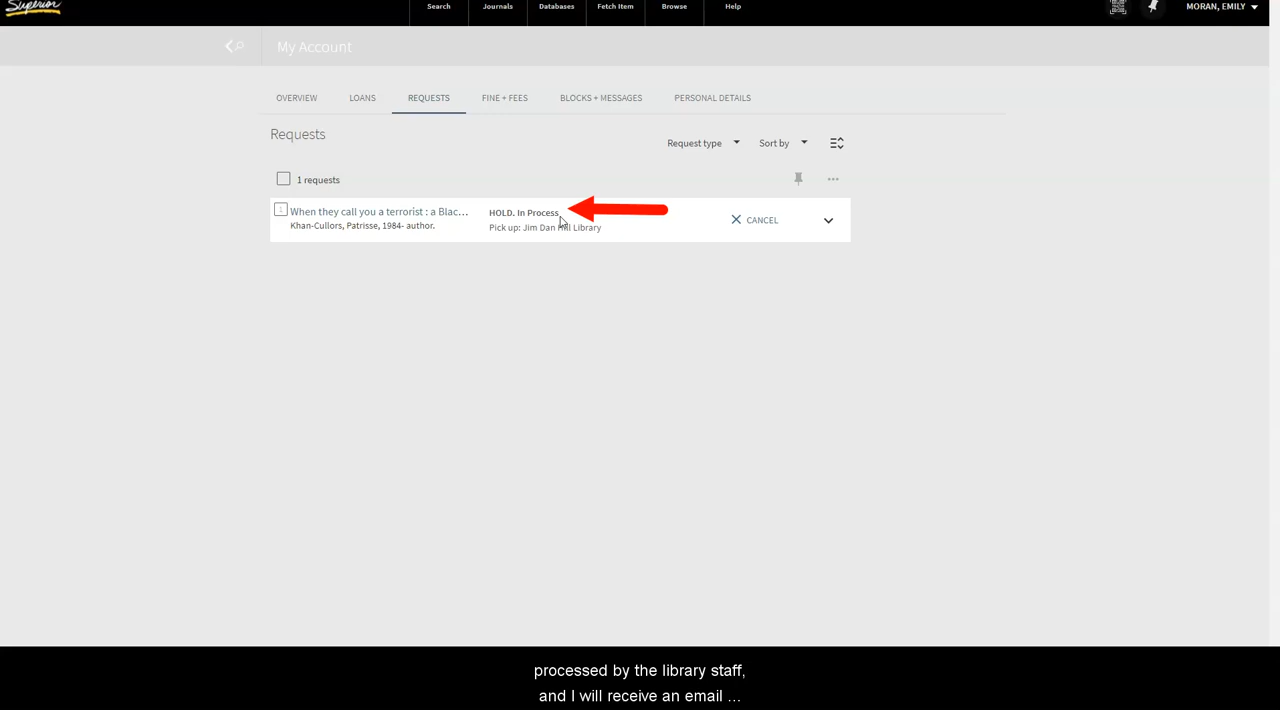 Superior
Search Journals Databases Fetch Item Browse Help
MORAN, EMILY
My Account
OVERVIEW LOANS REQUESTS FINE + FEES BLOCKS + MESSAGES PERSONAL DETAILS
Requests
Request type Sort by
1 requests
1 When they call you a terrorist : a Blac... HOLD. In Process
Khan-Cullors, Patrisse, 1984- author. Pick up: Jim Dan Hill Library
CANCEL
processed by the library staff,
and I will receive an email ...